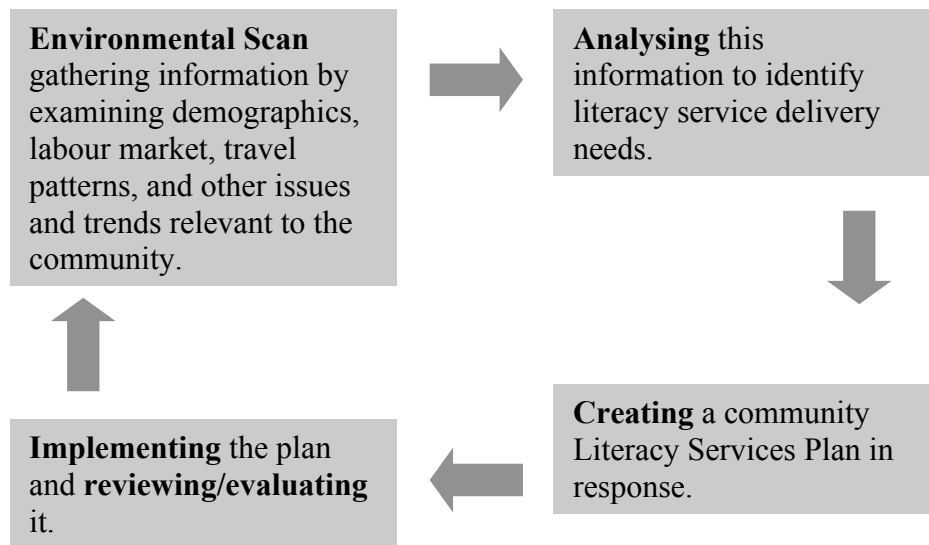 Environmental Scan
gathering information by
examining demographics,
labour market, travel
patterns, and other issues
and trends relevant to the
community.
Analysing this
information to identify
literacy service delivery
needs.
Creating a community
Literacy Services Plan in
response.
Implementing the plan
and reviewing/evaluating
it.